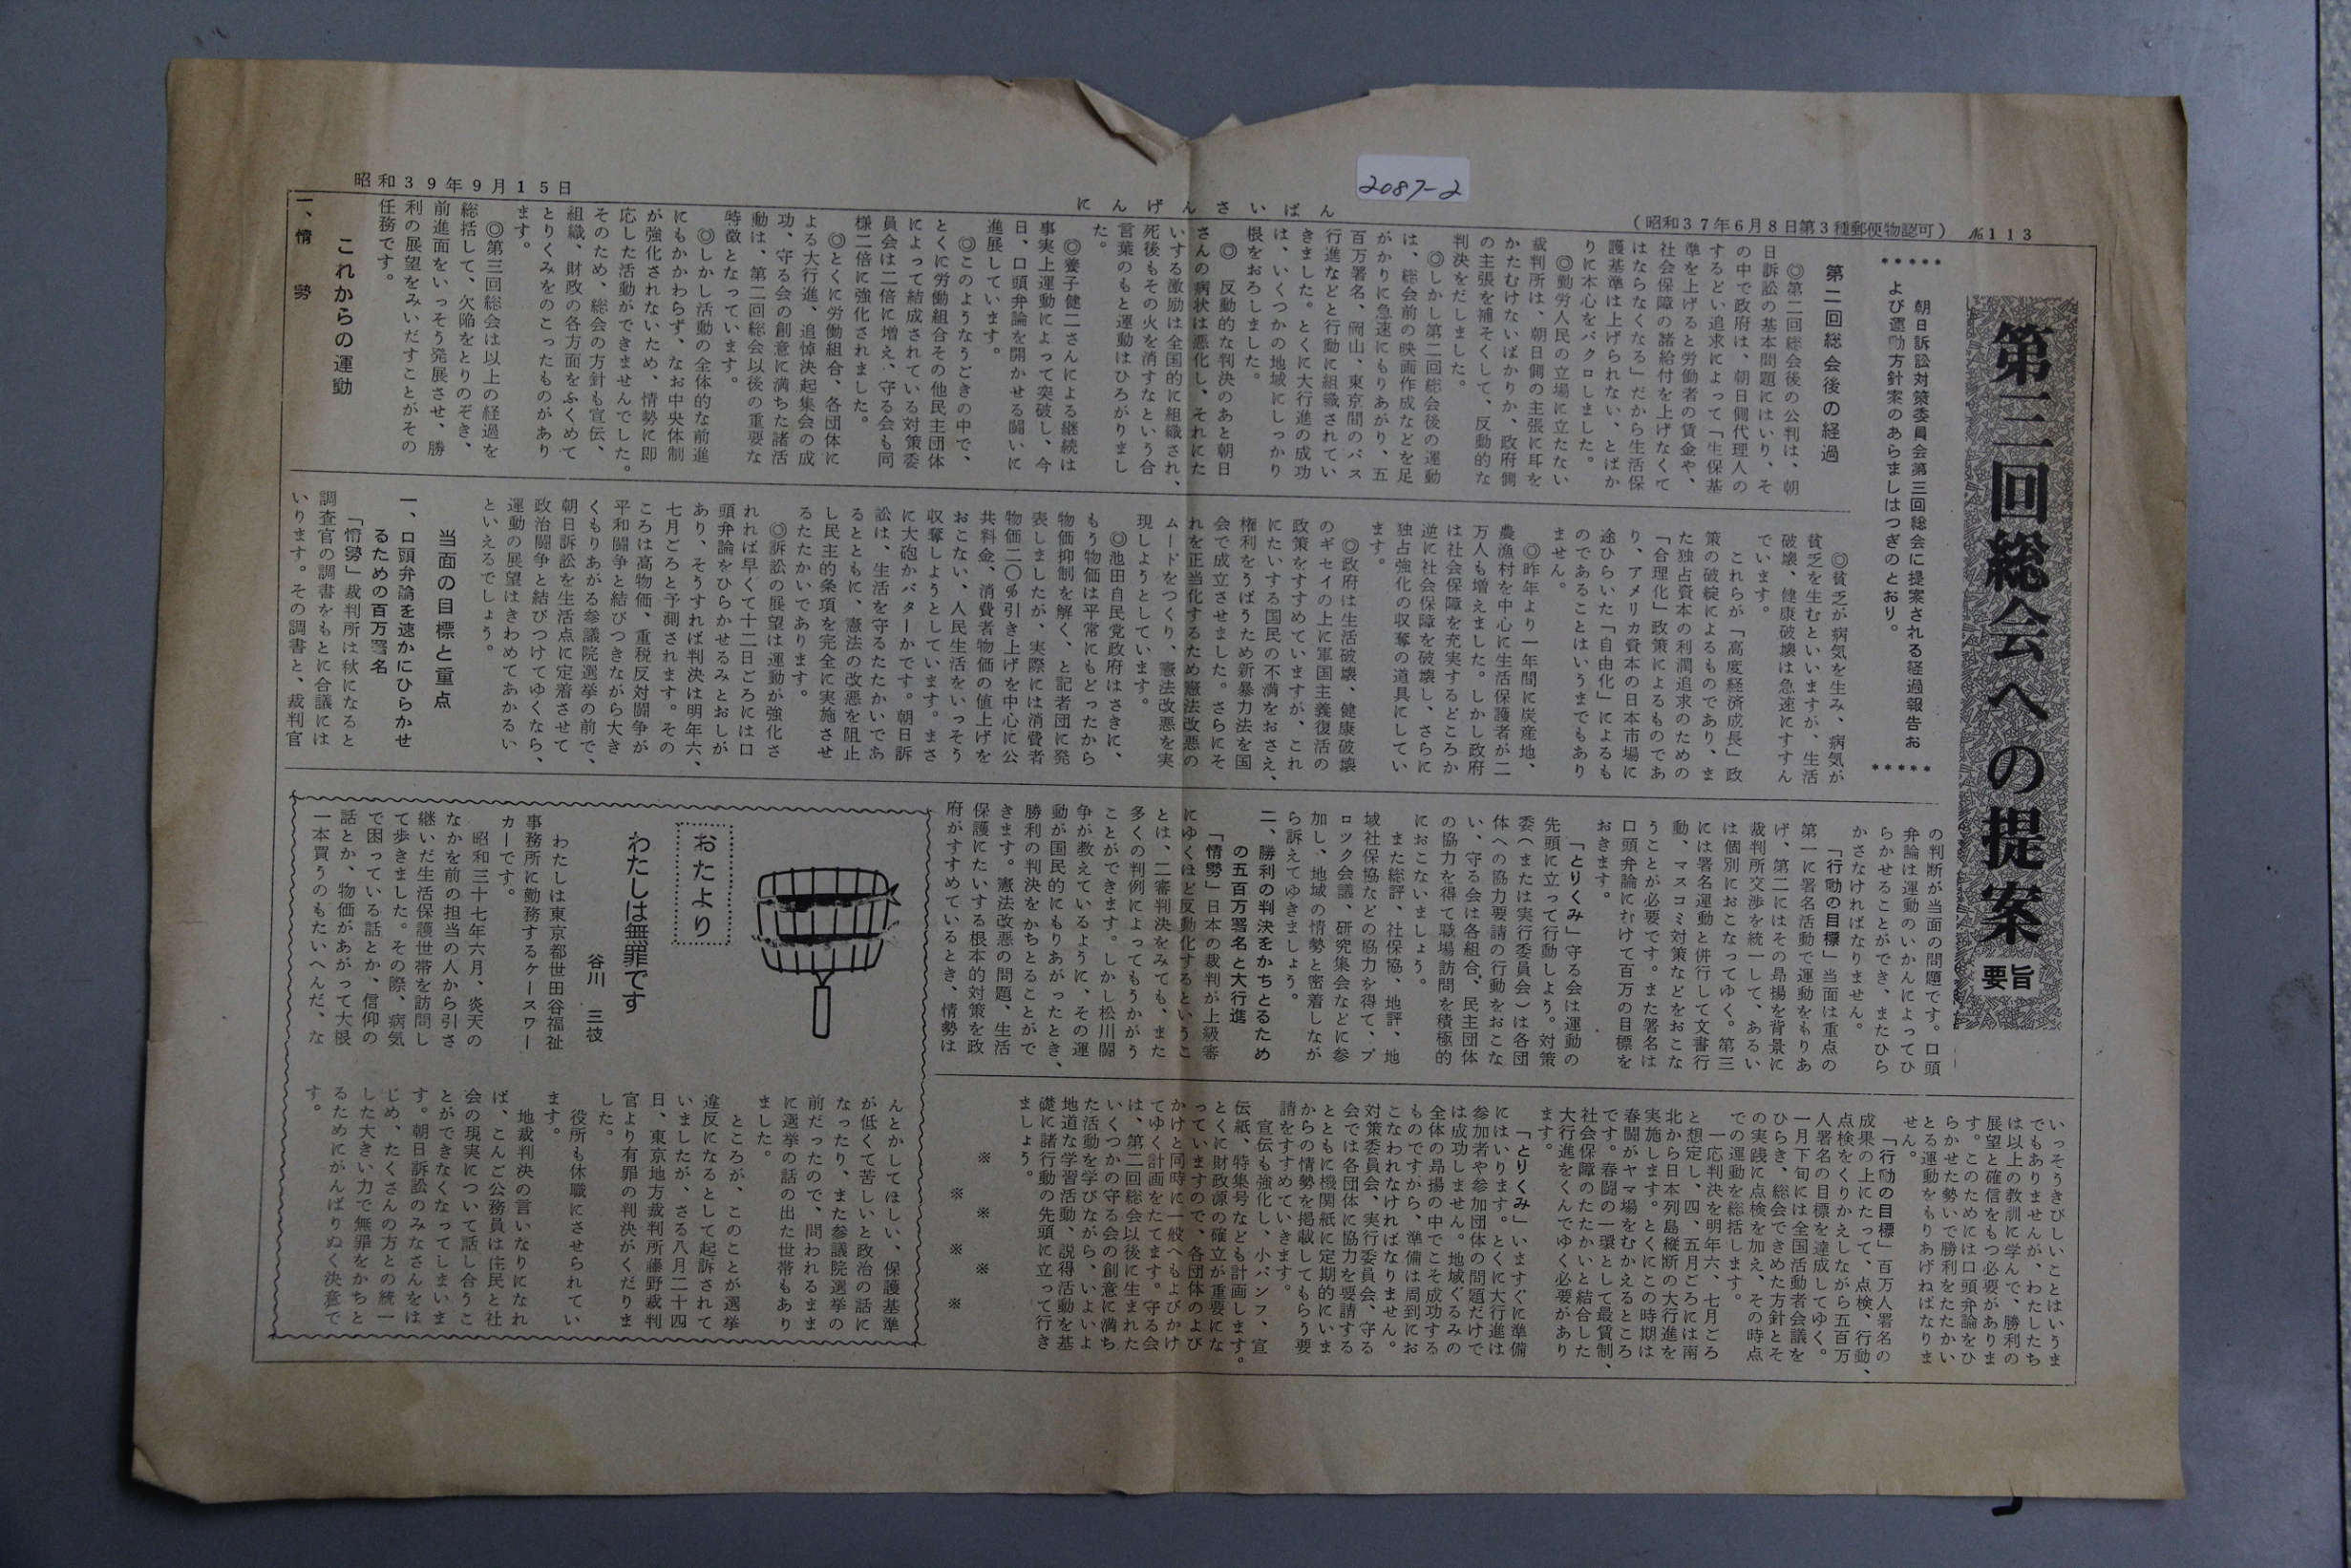 2087-2
(昭和37年6月8日第3種郵便物認可) №113
にんげんさいばん
昭和39年9月15日
第三回総会への提案
要旨
*****
朝日訴訟対策委員会第三回総会に提案される経過報告お
よび運動方針案のあらましはつぎのとおり。
*****
第二回総会後の経過
◎第二回総会後の公判は、朝
日訴訟の基本問題にはいり、そ
の中で政府は、朝日側代理人の
するどい追求によって「生保基
準を上げると労働者の賃金や、
社会保障の諸給付を上げなくて
はならなくなる」だから生活保
護基準は上げられない、とばか
りに本心をバクロしました。
◎勤労人民の立場に立たない
裁判所は、朝日側の主張に耳を
かたむけないばかりか、政府側
の主張を補そくして、反動的な
判決をだしました。
◎しかし第二回総会後の運動
は、総会前の映画作成などを足
がかりに急速にもりあがり、五
百万署名、岡山、東京間のバス
行進などと行動に組織されてい
きました。とくに大行進の成功
は、いくつかの地域にしっかり
根をおろしました。
◎反動的な判決のあと朝日
さんの病状は悪化し、それにた
いする激励は全国的に組織され、
死後もその火を消すなという合
言葉のもと運動はひろがりまし
た。
◎養子健二さんによる継続は
事実上運動によって突破し、今
日、口頭弁論を開かせる闘いに
進展しています。
◎このようなうごきの中で、
とくに労働組合その他民主団体
によって結成されている対策委
員会は二倍に増え、守る会も同
様二倍に強化されました。
◎とくに労働組合、各団体に
よる大行進、追悼決起集会の成
功、守る会の創意に満ちた諸活
動は、第二回総会以後の重要な
特徴となっています。
◎しかし活動の全体的な前進
にもかかわらず、なお中央体制
が強化されないため、情勢に即
応した活動ができませんでした。
そのため、総会の方針も宣伝、
組織、財政の各方面をふくめて
とりくみをのこったものがあり
ます。
◎第三回総会は以上の経過を
総括して、欠陥をとりのぞき、
前進面をいっそう発展させ、勝
利の展望をみいだすことがその
任務です。
これからの運動
一、情勢
◎貧乏が病気を生み、病気が
貧乏を生むといいますが、生活
破壊、健康破壊は急速にすすん
でいます。
これらが「高度経済成長」政
策の破綻によるものであり、ま
た独占資本の利潤追求のための
「合理化」政策によるものであ
り、アメリカ資本の日本市場に
途ひらいた「自由化」によるも
のであることはいうまでもあり
ません。
◎昨年より一年間に炭産地、
農漁村を中心に生活保護者が二
万人も増えました。しかし政府
は社会保障を充実するどころか
逆に社会保障を破壊し、さらに
独占強化の収奪の道具にしてい
ます。
◎政府は生活破壊、健康破壊
のギセイの上に軍国主義復活の
政策をすすめていますが、これ
にたいする国民の不満をおさえ、
権利をうばうため新暴力法を国
会で成立させました。さらにそ
れを正当化するため憲法改悪の
ムードをつくり、憲法改悪を実
現しようとしています。
◎池田自民党政府はさきに、
もう物価は平常にもどったから
物価抑制を解く、と記者団に発
表しましたが、実際には消費者
物価二〇%引き上げを中心に公
共料金、消費者物価の値上げを
おこない、人民生活をいっそう
収奪しようとしています。まさ
に大砲かバターかです。朝日訴
訟は、生活を守るたたかいであ
るとともに、憲法の改悪を阻止
し民主的条項を完全に実施させ
るたたかいであります。
◎訴訟の展望は運動が強化さ
れれば早くて十二日ごろには口
頭弁論をひらかせるみとおしが
あり、そうすれば判決は明年六、
七月ごろと予測されます。その
ころは高物価、重税反対闘争が
平和闘争と結びつきながら大き
くもりあがる参議院選挙の前で、
朝日訴訟を生活点に定着させて
政治闘争と結びつけてゆくなら、
運動の展望はきわめてあかるい
といえるでしょう。
当面の目標と重点
一、口頭弁論を速かにひらかせ
るための百万署名
「情勢」裁判所は秋になると
調査官の調書をもとに合議には
いります。その調書と、裁判官
の判断が当面の問題です。口頭
弁論は運動のいかんによってひ
らかせることができ、またひら
かさなければなりません。
「行動の目標」当面は重点の
第一に署名活動で運動をもりあ
げ、第二にはその昂揚を背景に
裁判所交渉を統一して、あるい
は個別におこなってゆく。第三
には署名運動と併行して文書行
動、マスコミ対策などをおこな
うことが必要です。また署名は
口頭弁論にむけて百万の目標を
おきます。
「とりくみ」守る会は運動の
先頭に立って行動しよう。対策
委(または実行委員会)は各団
体への協力要請の行動をおこな
い、守る会は各組合、民主団体
の協力を得て職場訪問を積極的
におこないましょう。
また総評、社保協、地評、地
域社保協などの協力を得て、ブ
ロック会議、研究集会などに参
加し、地域の情勢と密着しなが
ら訴えてゆきましょう。
二、勝利の判決をかちとるため
の五百万署名と大行進
「情勢」日本の裁判が上級審
にゆくほど反動化するというこ
とは、二審判決をみても、また
多くの判例によってもうかがう
ことができます。しかし松川闘
争が教えているように、その運
動が国民的にもりあがったとき、
勝利の判決をかちとることがで
きます。憲法改悪の問題、生活
保護にたいする根本的対策を政
府がすすめているとき、情勢は
いっそうきびしいことはいうま
でもありませんが、わたしたち
は以上の教訓に学んで、勝利の
展望と確信をもつ必要がありま
す。このためには口頭弁論をひ
らかせた勢いで勝利をたたかい
とる運動をもりあげねばなりま
せん。
「行動の目標」百万人署名の
成果の上にたって、点検、行動、
点検をくりかえしながら五百万
人署名の目標を達成してゆく。
一月下旬には全国活動者会議を
ひらき、総会できめた方針とそ
の実践に点検を加え、その時点
での運動を総括します。
一応判決を明年六、七月ごろ
と想定し、四、五月ごろには南
北から日本列島縦断の大行進を
実施します。とくにこの時期は
春闘がヤマ場をむかえるところ
です。春闘の一環として最賃制、
社会保障のたたかいと結合した
大行進をくんでゆく必要があり
ます。
「とりくみ」いますぐに準備
にはいります。とくに大行進は
参加者や参加団体の問題だけで
は成功しません。地域ぐるみの
全体の昂揚の中でこそ成功する
ものですから、準備は周到にお
こなわれなければなりません。
対策委員会、実行委員会、守る
会では各団体に協力を要請する
とともに機関紙に定期的にいま
からの情勢を掲載してもらう要
請をすすめていきます。
宣伝も強化し、小パンフ、宣
伝紙、特集号なども計画します。
とくに財政源の確立が重要にな
っていますので、各団体のよび
かけと同時に一般へもよびかけ
てゆく計画をたてます。守る会
は、第二回総会以後に生まれた
いくつかの守る会の創意に満ち
た活動を学びながら、いよいよ
地道な学習活動、説得活動を基
礎に諸行動の先頭に立って行き
ましょう。
※ ※ ※ ※ ※ ※
おたより
わたしは無罪です
谷川 三枝
わたしは東京都世田谷福祉
事務所に勤務するケースワー
カーです。
昭和三十七年六月、炎天の
なかを前の担当の人から引き
継いだ生活保護世帯を訪問し
て歩きました。その際、病気
で困っている話とか、信仰の
話とか、物価があがって大根
一本買うのもたいへんだ、な
んとかしてほしい、保護基準
が低くて苦しいと政治の話に
なったり、また参議院選挙の
前だったので、問われるまま
に選挙の話の出た世帯もあり
ました。
ところが、このことが選挙
違反になるとして起訴されて
いましたが、さる八月二十四
日、東京地方裁判所藤野裁判
官より有罪の判決がくだりま
した。
役所も休職にさせられてい
ます。
地裁判決の言いなりになれ
ば、こんご公務員は住民と社
会の現実について話し合うこ
とができなくなってしまいま
す。朝日訴訟のみなさんをは
じめ、たくさんの方との統一
した大きい力で無罪をかちと
るためにがんばりぬく決意で
す。